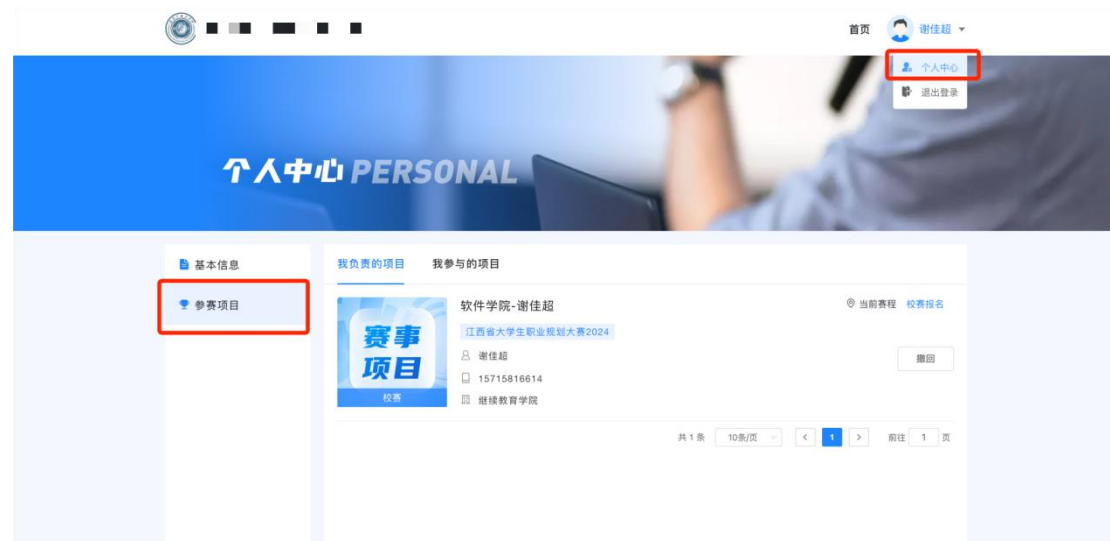 首页 谢佳超
个人中心
退出登录
个人中心 PERSONAL
基本信息
参赛项目
我负责的项目 我参与的项目
赛事
项目
校赛
软件学院-谢佳超
江西省大学生职业规划大赛2024
谢佳超
15715816614
继续教育学院
当前赛程 校赛报名
撤回
共 1 条 10条/页 < 1 > 前往 1 页